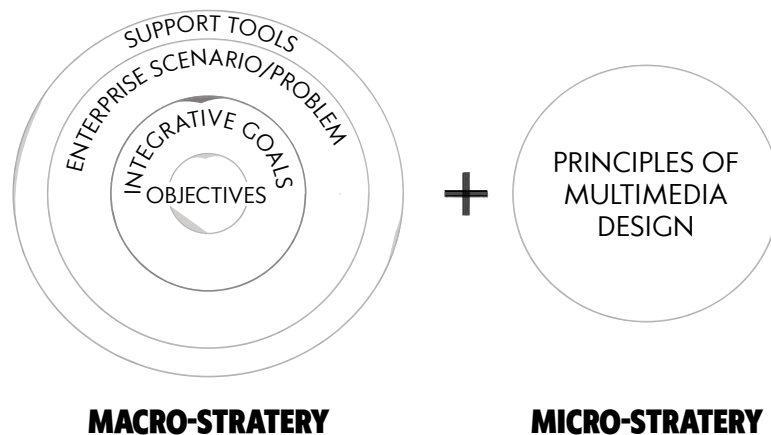 SUPPORT TOOLS
ENTERPRISE SCENARIO/PROBLEM
INTEGRATIVE GOALS
OBJECTIVES
+
PRINCIPLES OF
MULTIMEDIA
DESIGN
MACRO-STRATERY
MICRO-STRATERY